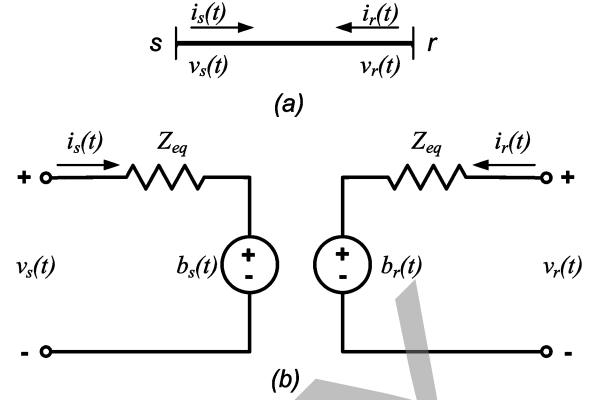 i_s(t) i_r(t)
s r
v_s(t) v_r(t)
(a)
i_s(t) Z_eq Z_eq i_r(t)
+ +
+ +
v_s(t) b_s(t) b_r(t) v_r(t)
- -
- -
(b)